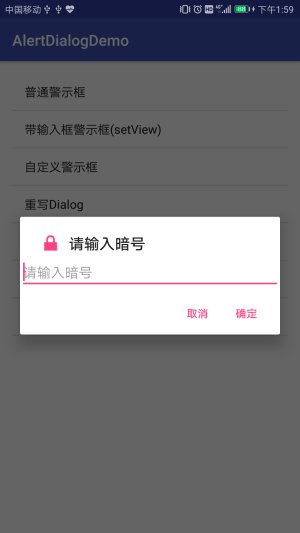 中国移动 下午1:59
AlertDialogDemo
普通警示框
带输入框警示框(setView)
自定义警示框
重写Dialog
请输入暗号
请输入暗号
取消 确定